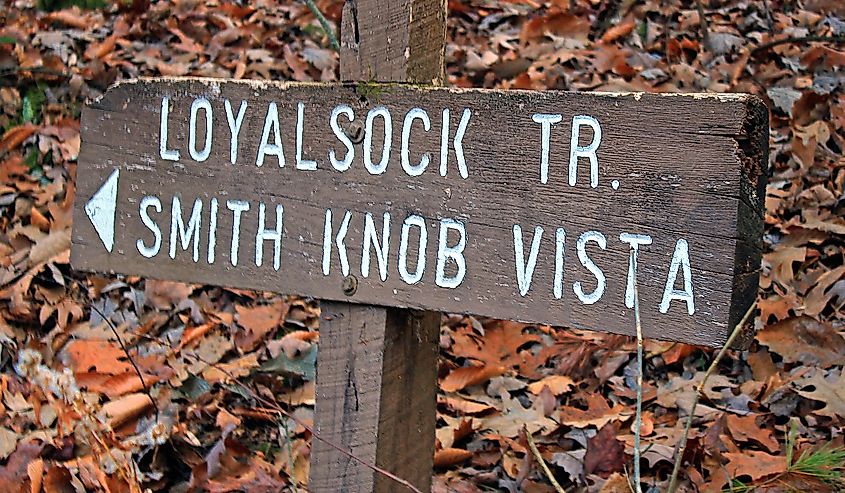 LOYALSOCK TR.
SMITH KNOB VISTA